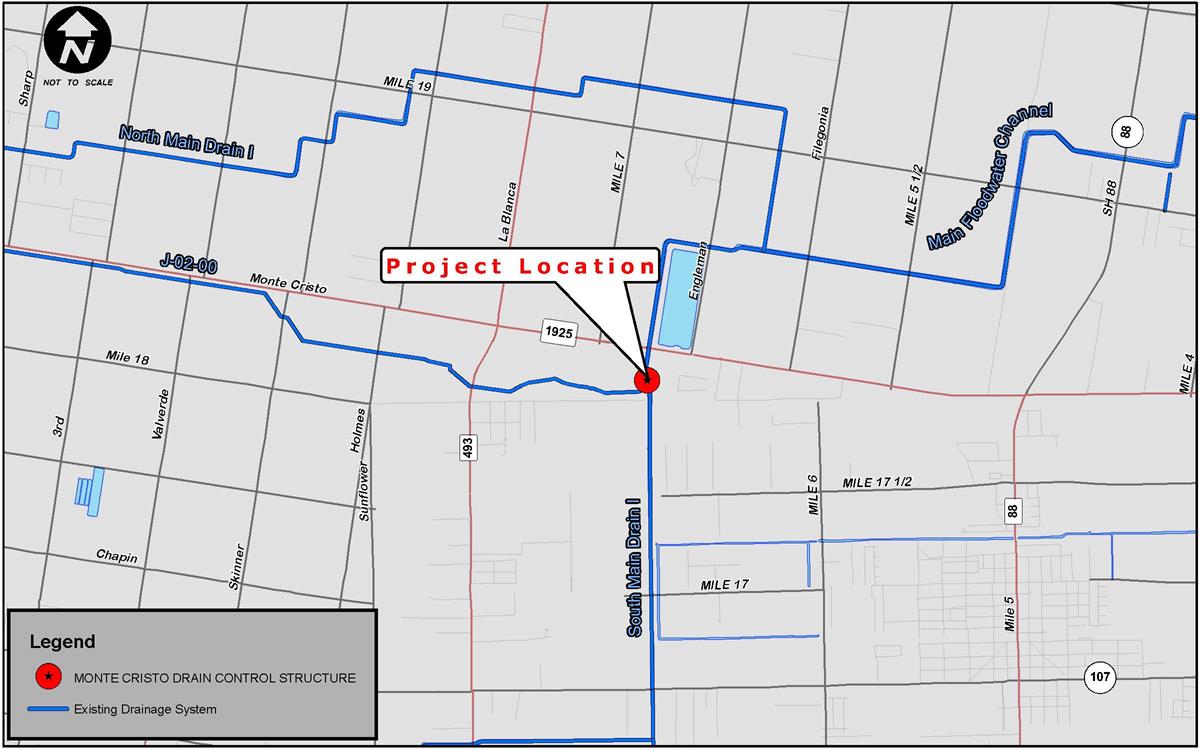 N
NOT TO SCALE
Sharp
MILE 19
North Main Drain I
La Blanca
MILE 7
Filegonia
MILE 5 1/2
Main Floodwater Channel
88
SH 88
J-02-00
Monte Cristo
Project Location
Engleman
1925
Mile 18
3rd
Valverde
Holmes
Sunflower
493
MILE 4
MILE 6
MILE 17 1/2
88
South Main Drain I
Chapin
Skinner
MILE 17
Mile 5
107
Legend
MONTE CRISTO DRAIN CONTROL STRUCTURE
Existing Drainage System